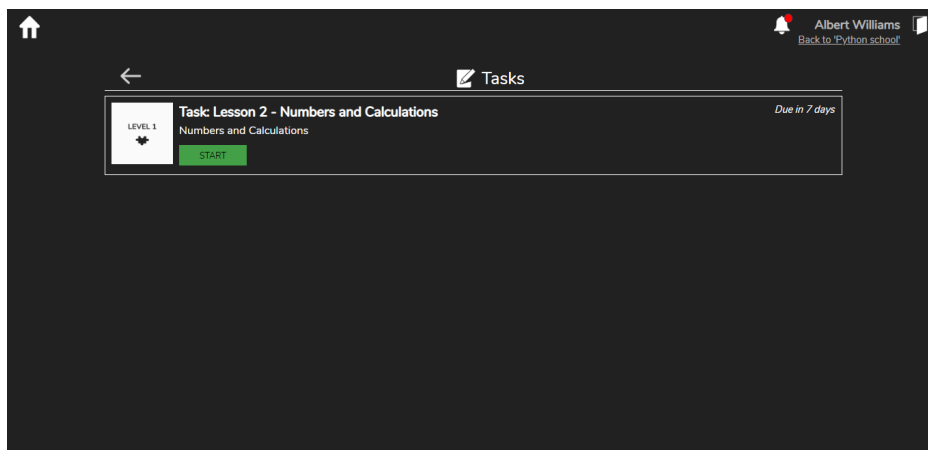 Albert Williams
Back to 'Python school'
Tasks
LEVEL 1
Task: Lesson 2 - Numbers and Calculations
Due in 7 days
Numbers and Calculations
START